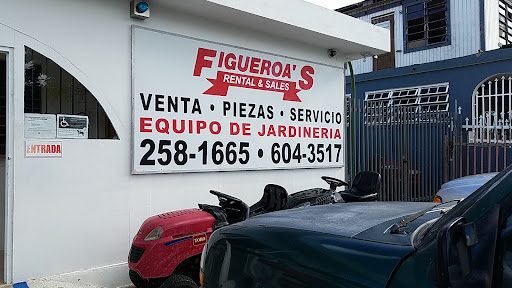 FIGUEROA'S
RENTAL & SALES
VENTA • PIEZAS • SERVICIO
EQUIPO DE JARDINERIA
258-1665 • 604-3517
ENTRADA